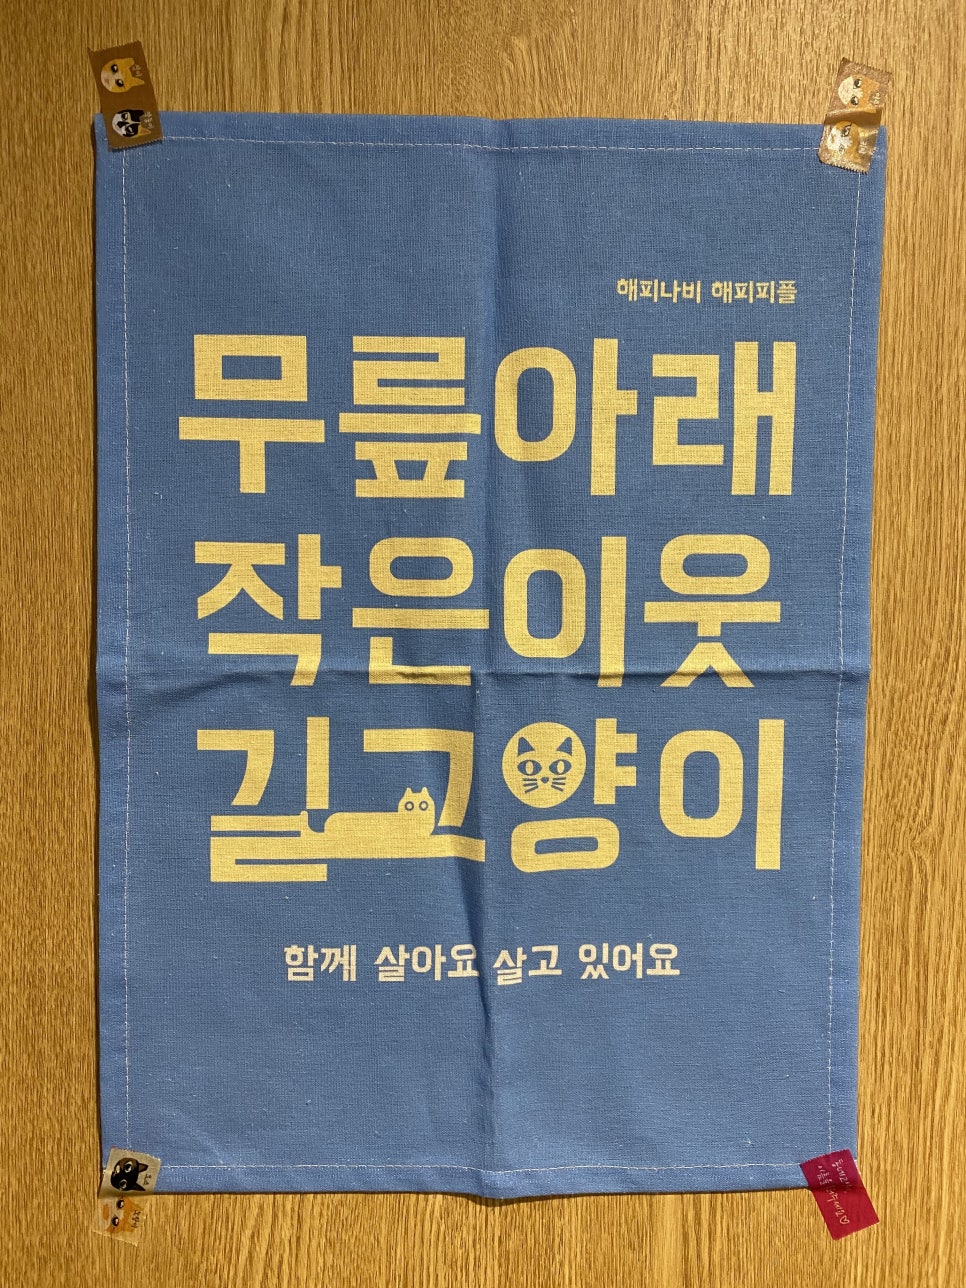 해피나비 해피피플
무릎아래
작은이웃
길고양이
함께 살아요 살고 있어요